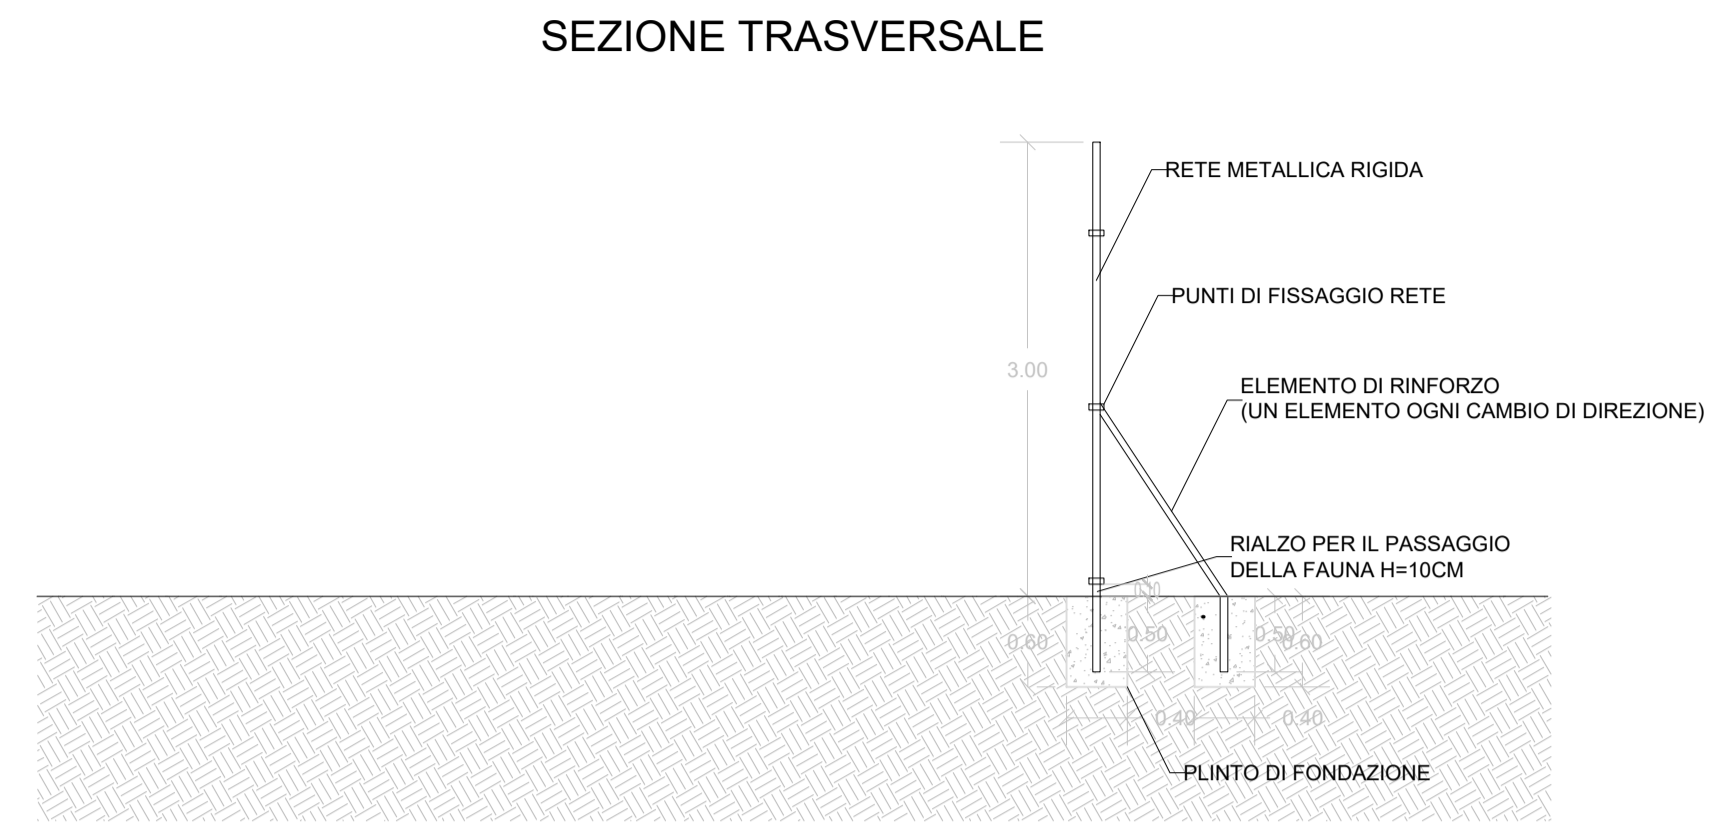 SEZIONE TRASVERSALE
RETE METALLICA RIGIDA
PUNTI DI FISSAGGIO RETE
3.00
ELEMENTO DI RINFORZO
(UN ELEMENTO OGNI CAMBIO DI DIREZIONE)
RIALZO PER IL PASSAGGIO
DELLA FAUNA H=10CM
0.10
0.60
0.50
0.50
0.60
0.40
0.40
PLINTO DI FONDAZIONE